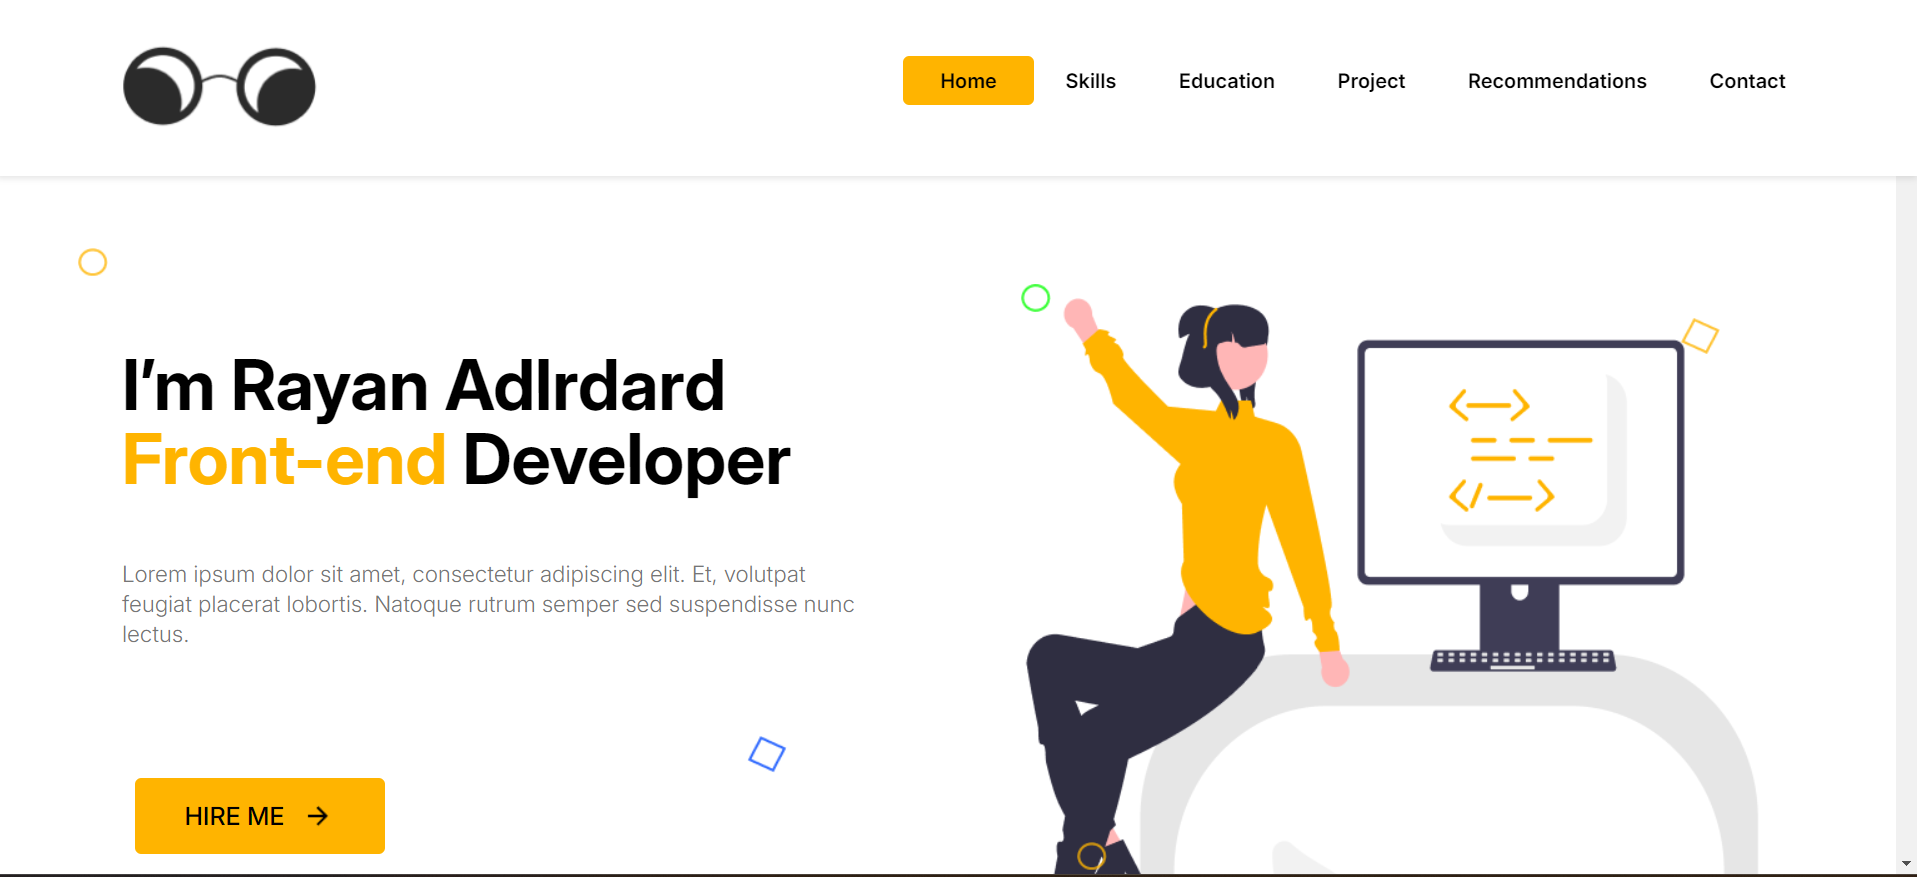 Home Skills Education Project Recommendations Contact
I'm Rayan Adlrdard
Front-end Developer
Lorem ipsum dolor sit amet, consectetur adipiscing elit. Et, volutpat
feugiat placerat lobortis. Natoque rutrum semper sed suspendisse nunc
lectus.
HIRE ME →